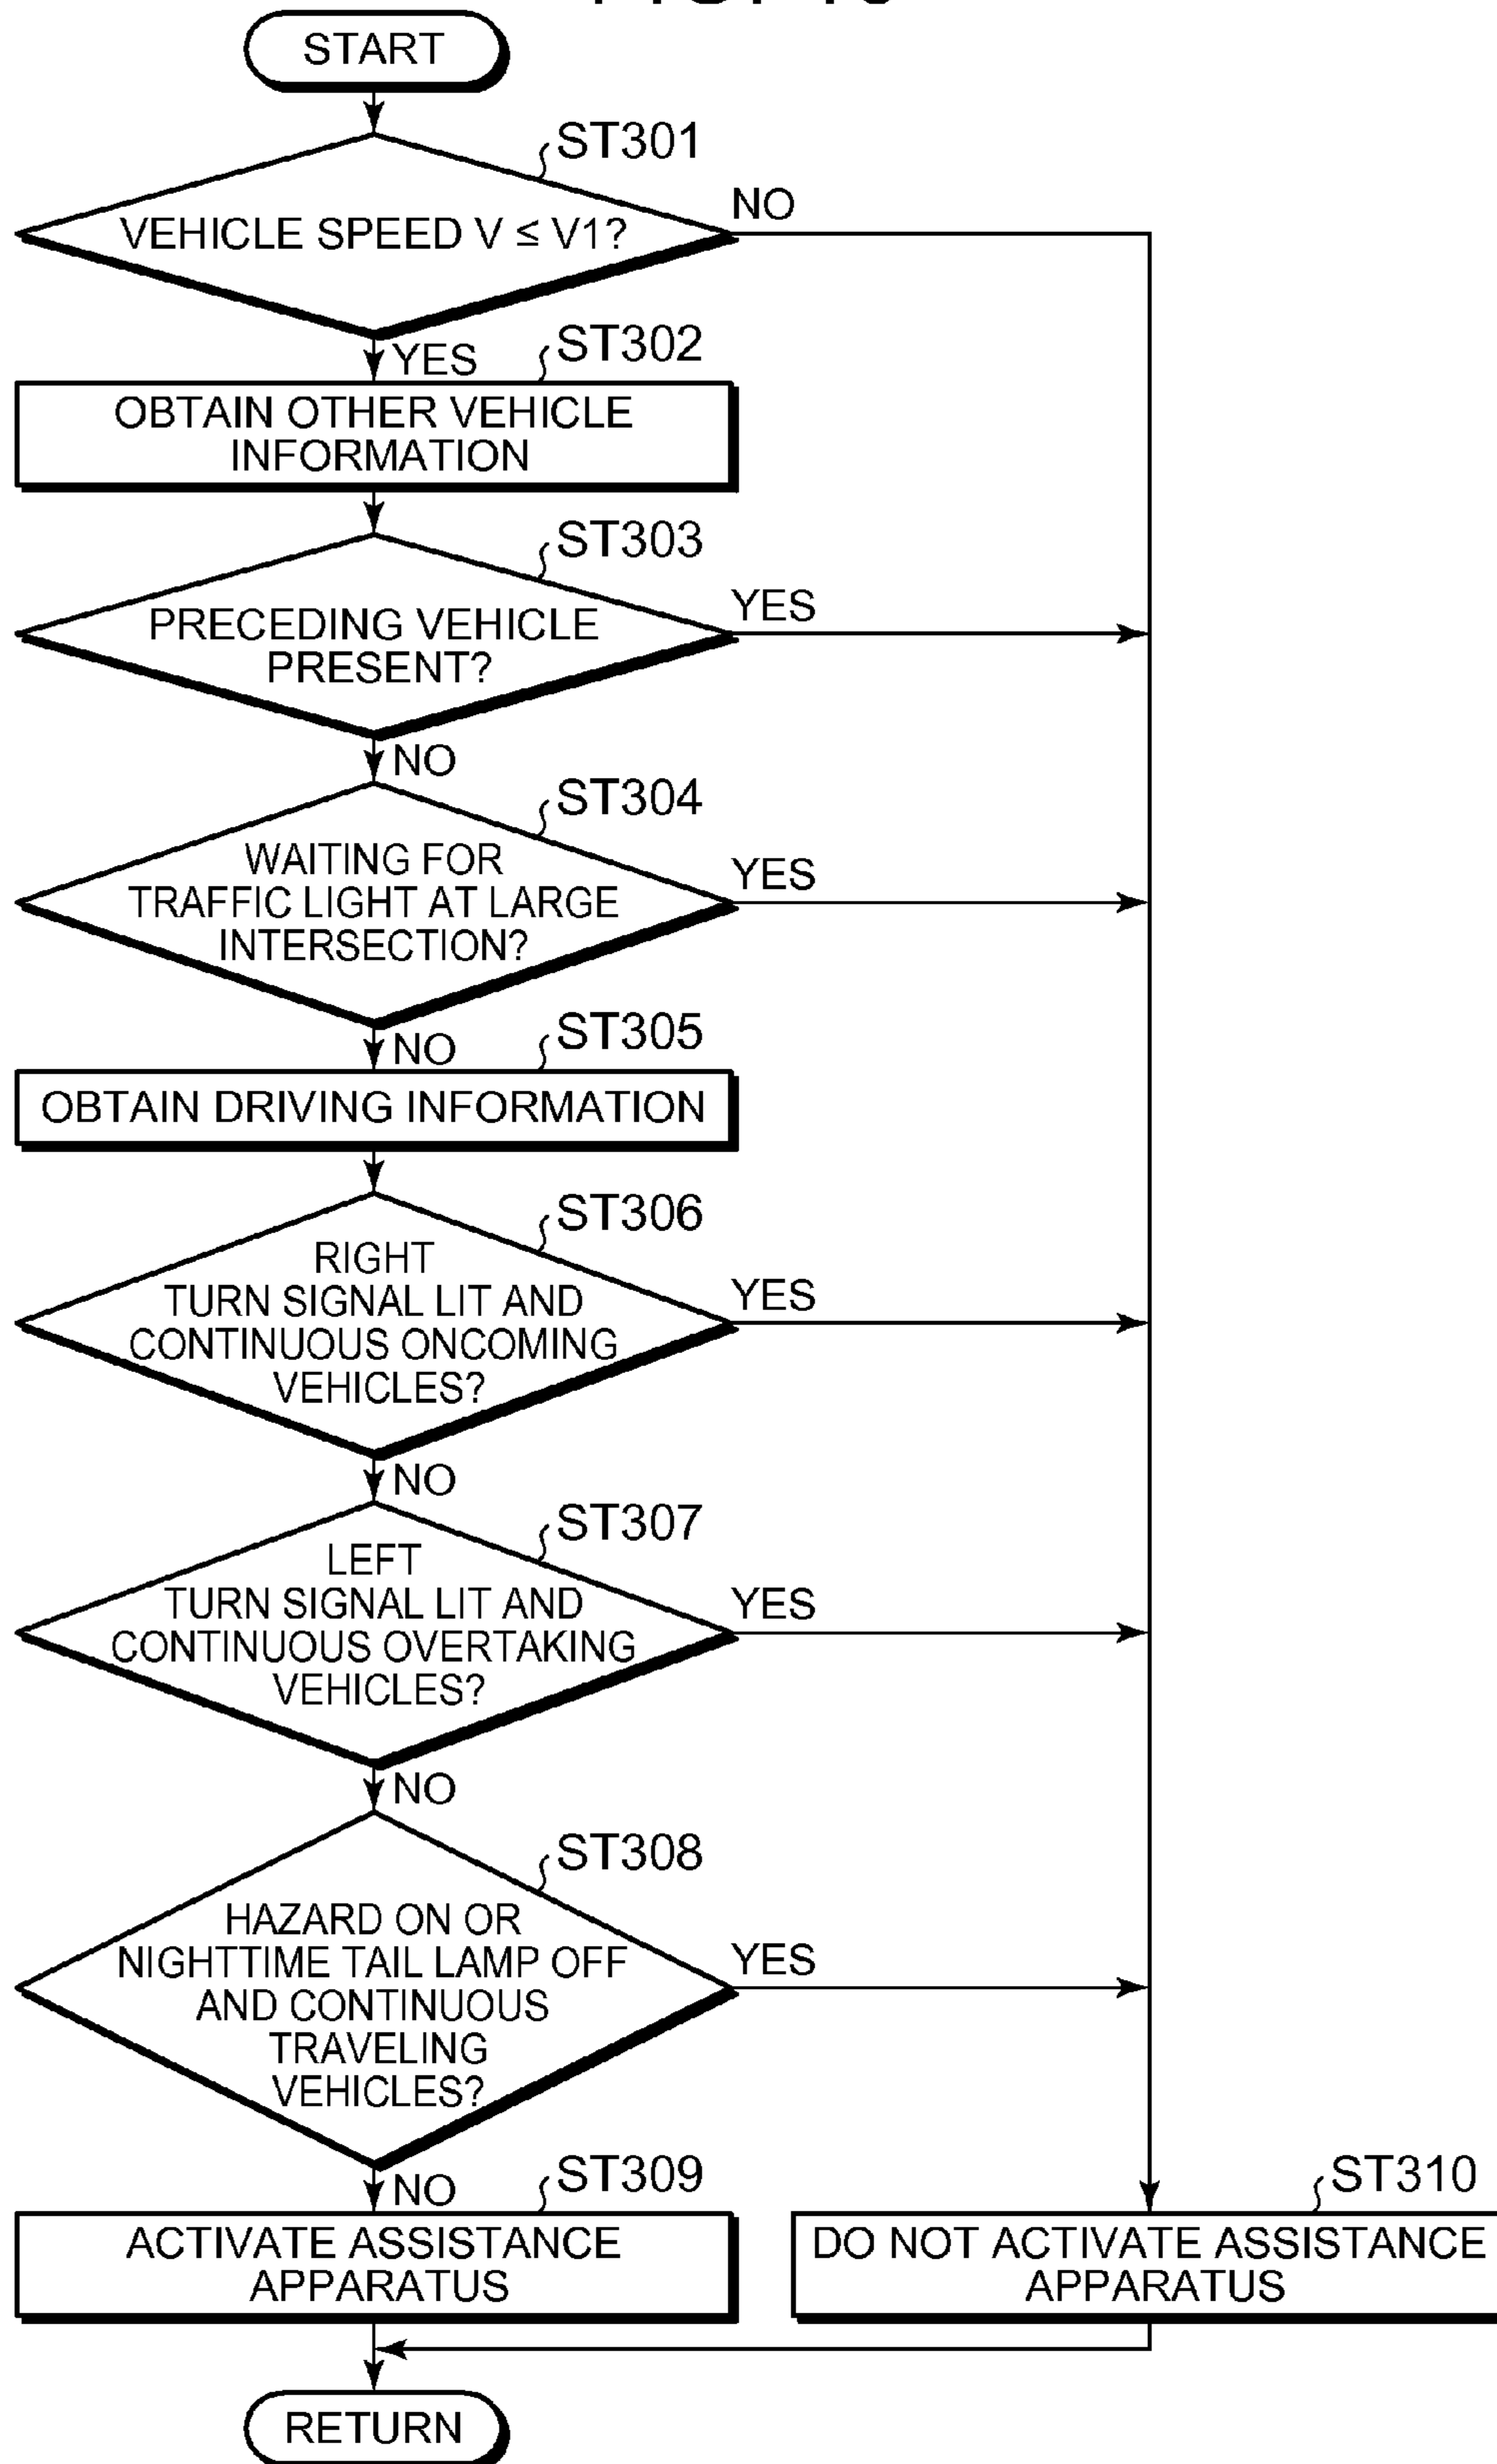 START
ST301
VEHICLE SPEED V ≤ V1?
NO
YES
ST302
OBTAIN OTHER VEHICLE
INFORMATION
ST303
PRECEDING VEHICLE
PRESENT?
YES
NO
ST304
WAITING FOR
TRAFFIC LIGHT AT LARGE
INTERSECTION?
YES
NO
ST305
OBTAIN DRIVING INFORMATION
ST306
RIGHT
TURN SIGNAL LIT AND
CONTINUOUS ONCOMING
VEHICLES?
YES
NO
ST307
LEFT
TURN SIGNAL LIT AND
CONTINUOUS OVERTAKING
VEHICLES?
YES
NO
ST308
HAZARD ON OR
NIGHTTIME TAIL LAMP OFF
AND CONTINUOUS
TRAVELING
VEHICLES?
YES
NO
ST309
ACTIVATE ASSISTANCE
APPARATUS
ST310
DO NOT ACTIVATE ASSISTANCE
APPARATUS
RETURN